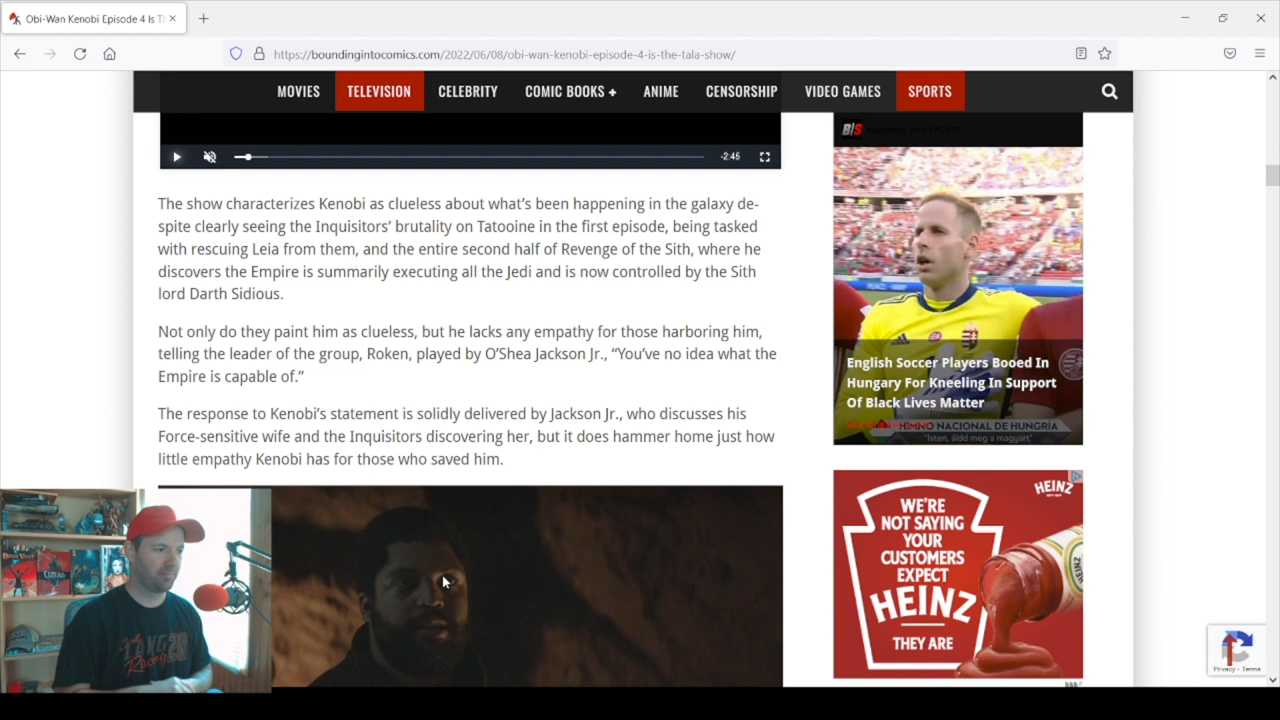 Obi-Wan Kenobi Episode 4 Is Th
https://boundingintocomics.com/2022/06/08/obi-wan-kenobi-episode-4-is-the-tala-show/
MOVIES TELEVISION CELEBRITY COMIC BOOKS + ANIME CENSORSHIP VIDEO GAMES SPORTS
-2:45
The show characterizes Kenobi as clueless about what's been happening in the galaxy de-
spite clearly seeing the Inquisitors' brutality on Tatooine in the first episode, being tasked
with rescuing Leia from them, and the entire second half of Revenge of the Sith, where he
discovers the Empire is summarily executing all the Jedi and is now controlled by the Sith
lord Darth Sidious.
Not only do they paint him as clueless, but he lacks any empathy for those harboring him,
telling the leader of the group, Roken, played by O'Shea Jackson Jr., “You've no idea what the
Empire is capable of.”
The response to Kenobi's statement is solidly delivered by Jackson Jr., who discusses his
Force-sensitive wife and the Inquisitors discovering her, but it does hammer home just how
little empathy Kenobi has for those who saved him.
B|S Bounding Into SPORTS
English Soccer Players Booed In
Hungary For Kneeling In Support
Of Black Lives Matter
HIMNO NACIONAL DE HUNGRÍA
"Isten, áldd meg a magyart"
HEINZ
WE'RE
NOT SAYING
YOUR
CUSTOMERS
EXPECT
HEINZ
THEY ARE
HEINZ
Privacy - Terms